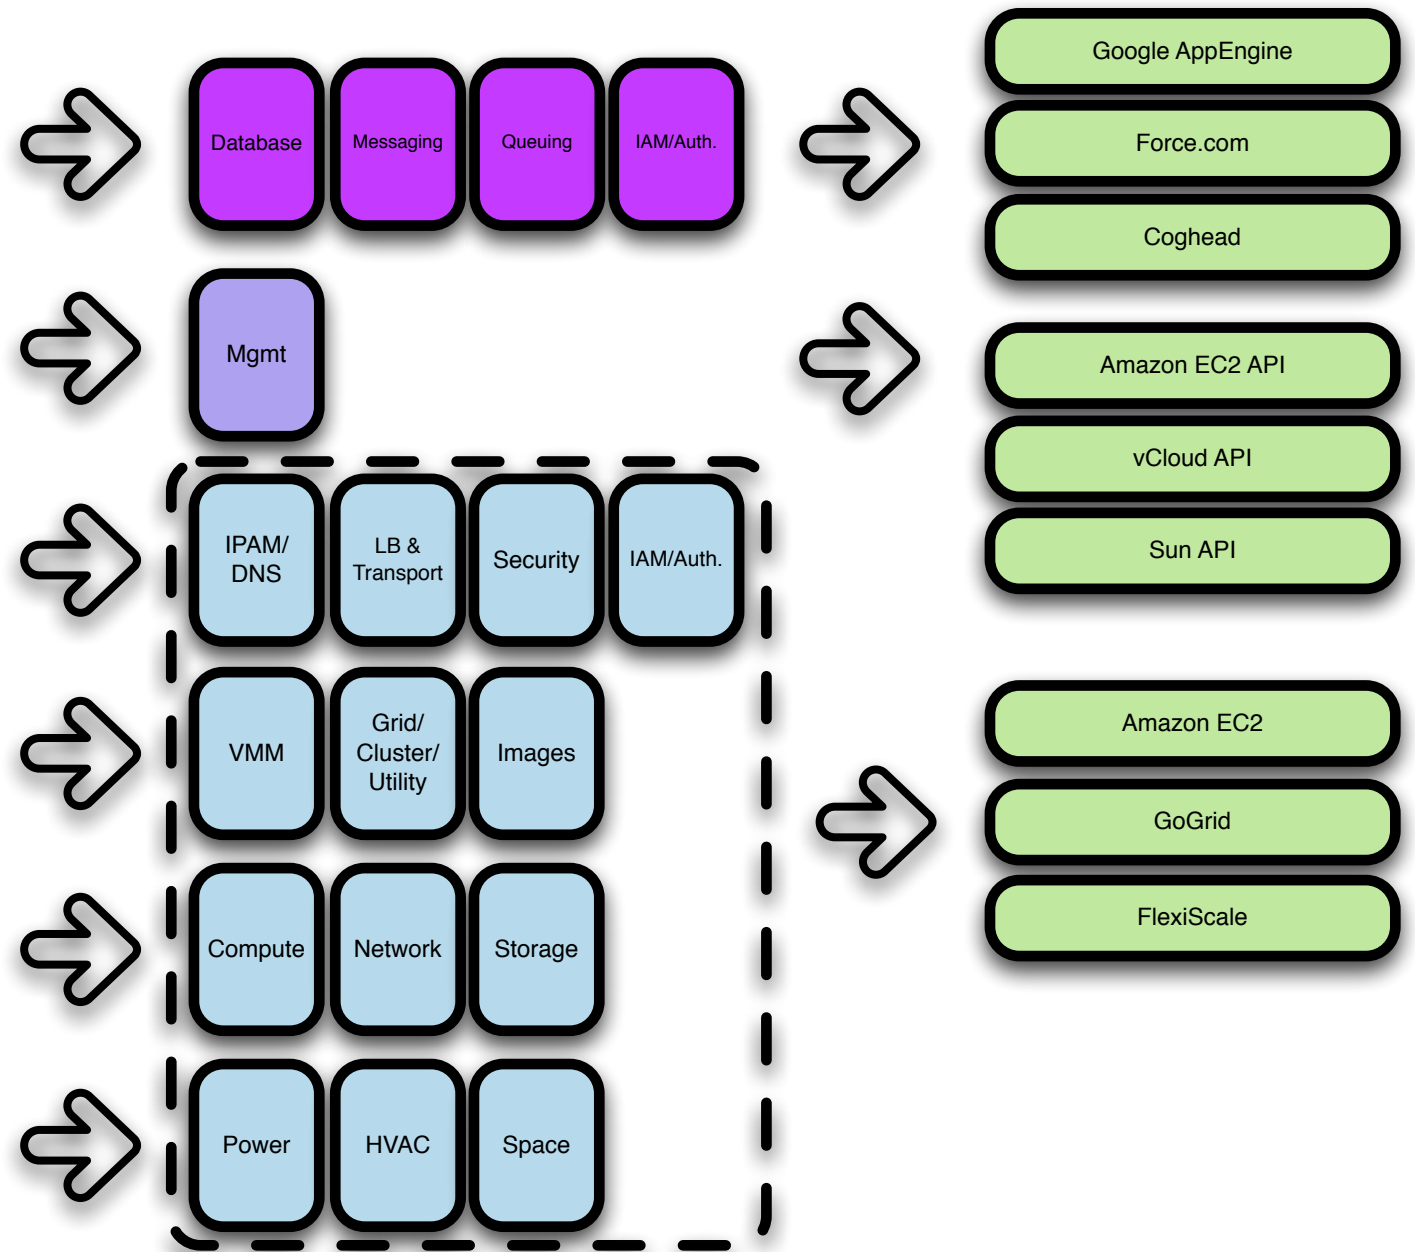 Database
Messaging
Queuing
IAM/Auth.
Google AppEngine
Force.com
Coghead
Mgmt
Amazon EC2 API
vCloud API
Sun API
IPAM/
DNS
LB &
Transport
Security
IAM/Auth.
VMM
Grid/
Cluster/
Utility
Images
Amazon EC2
GoGrid
FlexiScale
Compute
Network
Storage
Power
HVAC
Space